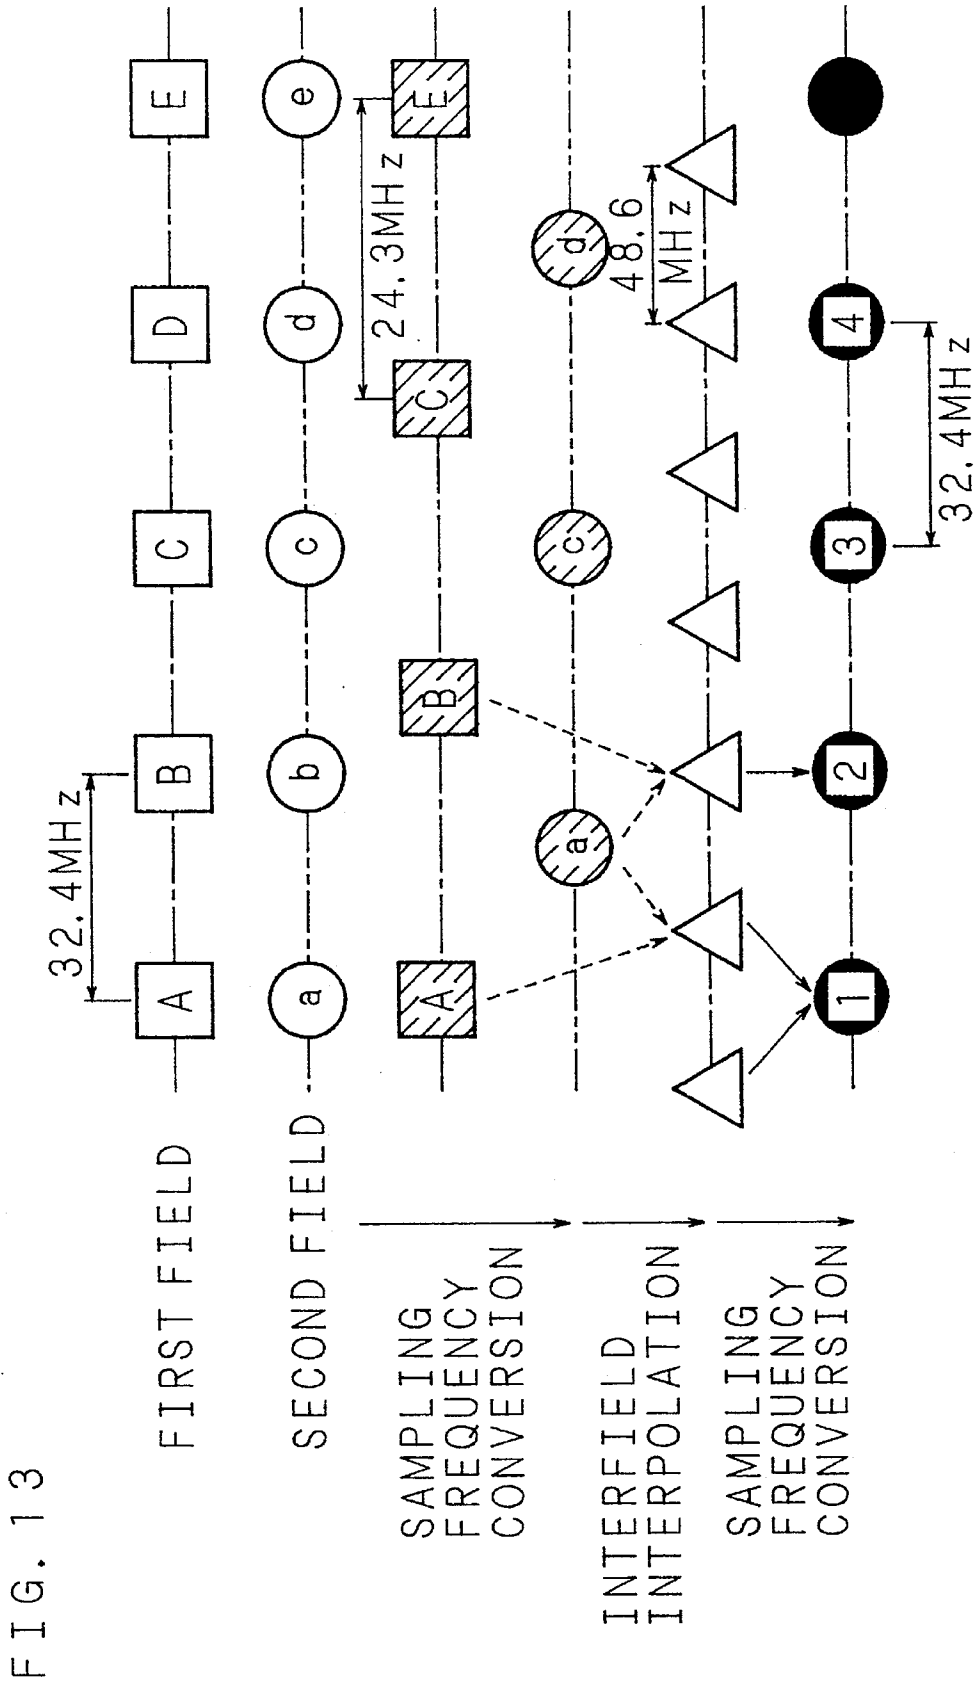 FIG. 13
32.4MHz
FIRST FIELD
A
B
C
D
E
SECOND FIELD
a
b
c
d
e
24.3MHz
SAMPLING
FREQUENCY
CONVERSION
A
B
C
E
a
c
d
48.6
MHz
INTERFIELD
INTERPOLATION
SAMPLING
FREQUENCY
CONVERSION
1
2
3
4
32.4MHz